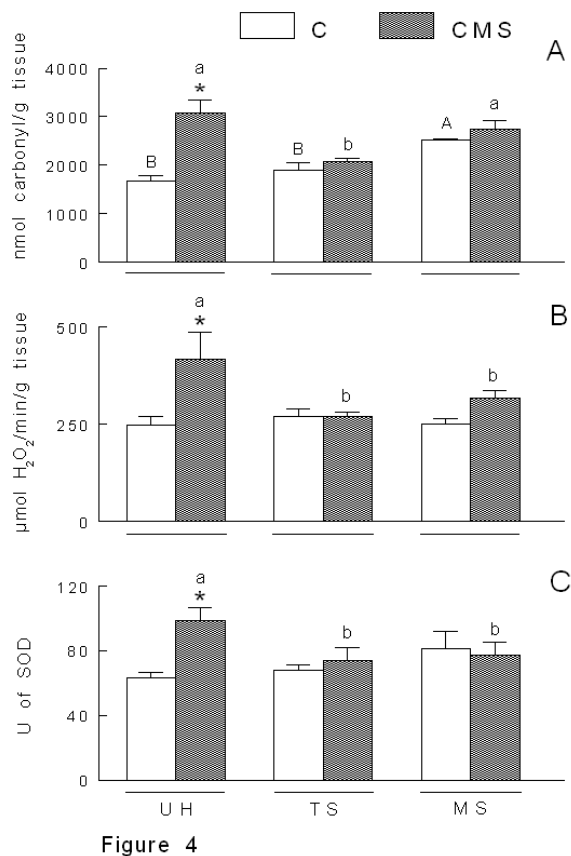 C CMS
A
nmol carbonyl/g tissue
4000
3000
2000
1000
0
B
a
*
B
b
A
a
B
µmol H₂O₂/min/g tissue
500
250
0
a
*
b
b
C
U of SOD
120
80
40
0
a
*
b
b
UH TS MS
Figure 4